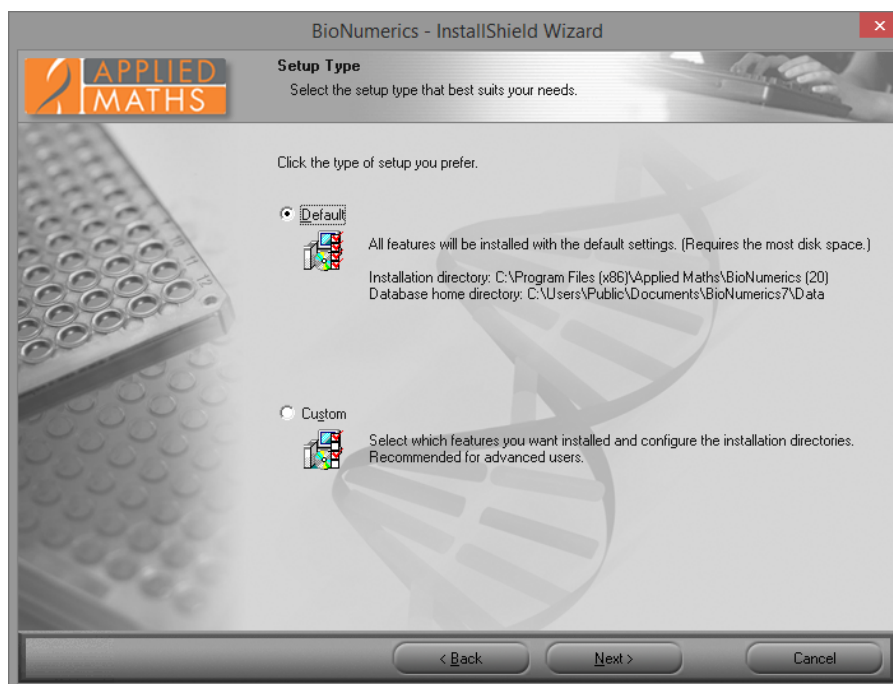 BioNumerics - InstallShield Wizard
APPLIED
MATHS
Setup Type
Select the setup type that best suits your needs.
Click the type of setup you prefer.
Default
All features will be installed with the default settings. (Requires the most disk space.)
Installation directory: C:\Program Files (x86)\Applied Maths\BioNumerics (20)
Database home directory: C:\Users\Public\Documents\BioNumerics7\Data
Custom
Select which features you want installed and configure the installation directories.
Recommended for advanced users.
< Back
Next >
Cancel